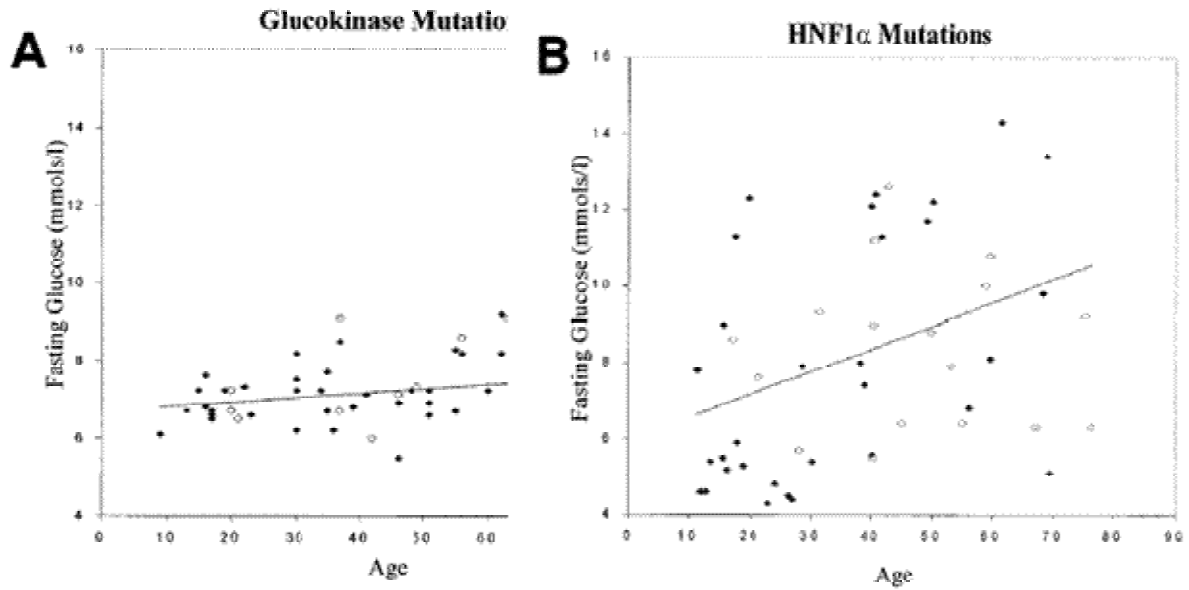 A
Glucokinase Mutatio
Fasting Glucose (mmols/l)
16
14
12
10
8
6
4
0 10 20 30 40 50 60
Age
B
HNF1α Mutations
Fasting Glucose (mmols/l)
16
14
12
10
8
6
4
0 10 20 30 40 50 60 70 80 90
Age